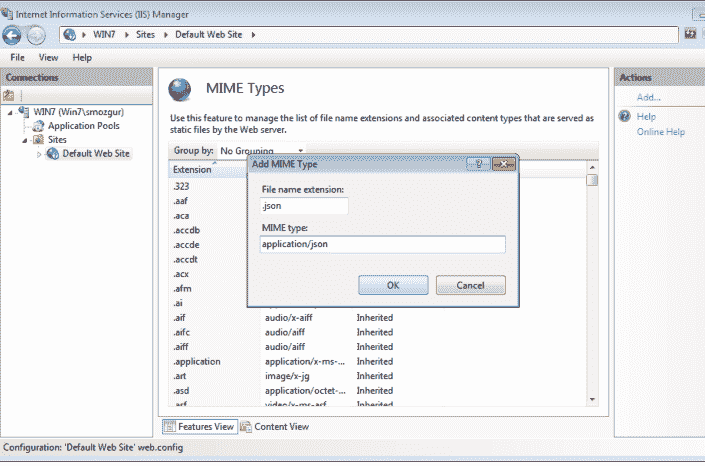 Internet Information Services (IIS) Manager
WIN7 Sites Default Web Site
File View Help
Connections
WIN7 (Win7\smozgur)
Application Pools
Sites
Default Web Site
MIME Types
Use this feature to manage the list of file name extensions and associated content types that are served as
static files by the Web server.
Group by: No Grouping
Extension
.323
.aaf
.aca
.accdb
.accde
.accdt
.acx
.afm
.ai
.aif audio/x-aiff Inherited
.aifc audio/aiff Inherited
.aiff audio/aiff Inherited
.application application/x-ms-... Inherited
.art image/x-jg Inherited
.asd application/octet-... Inherited
.asf video/x-ms-asf Inherited
Add MIME Type
File name extension:
.json
MIME type:
application/json
OK Cancel
Features View Content View
Actions
Add...
Help
Online Help
Configuration: 'Default Web Site' web.config